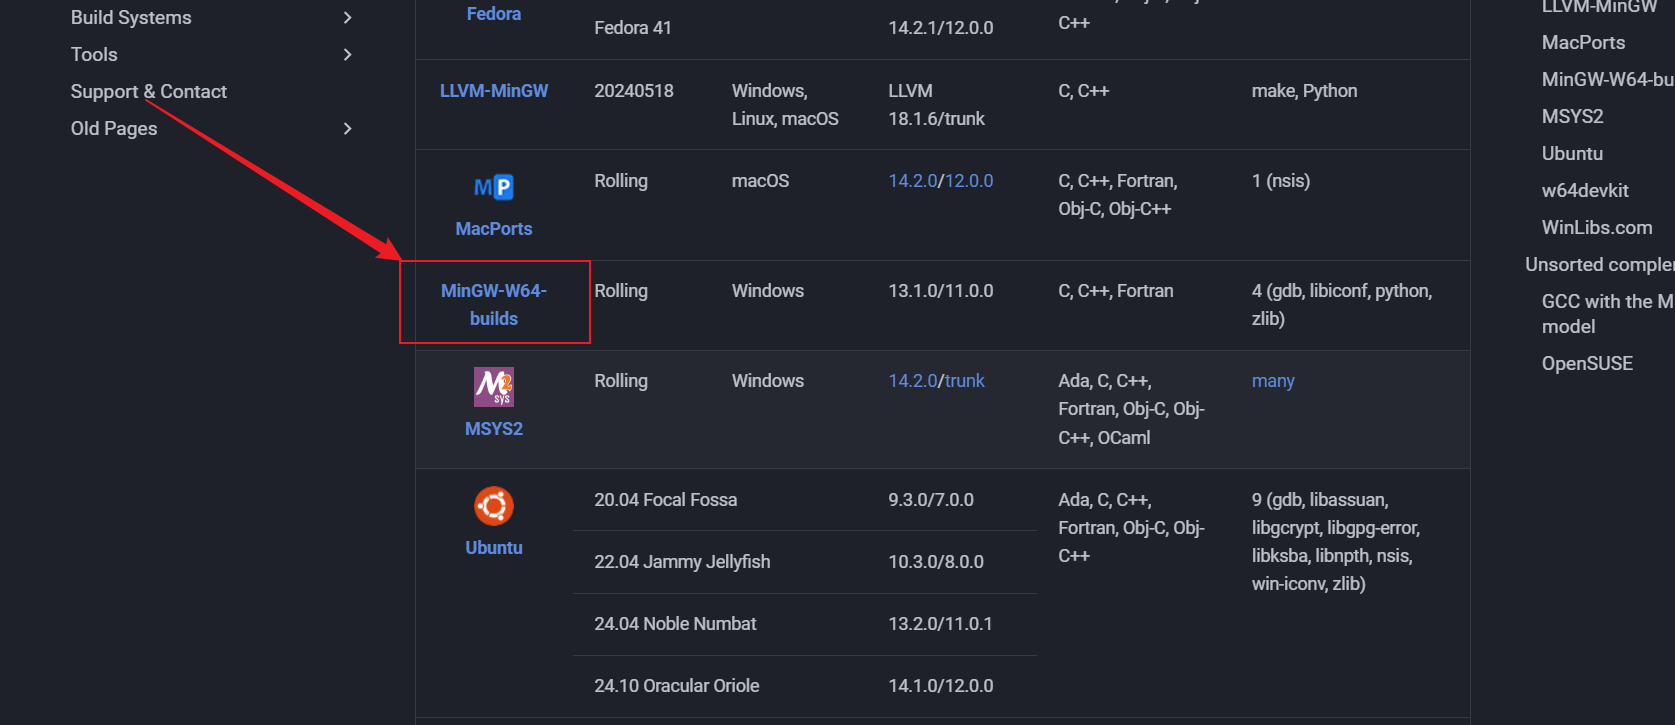 Build Systems
Tools
Support & Contact
Old Pages
Fedora
Fedora 41
14.2.1/12.0.0
C++
LLVM-MinGW
20240518
Windows,
Linux, macOS
LLVM
18.1.6/trunk
C, C++
make, Python
MP
MacPorts
Rolling
macOS
14.2.0/12.0.0
C, C++, Fortran,
Obj-C, Obj-C++
1 (nsis)
MinGW-W64-
builds
Rolling
Windows
13.1.0/11.0.0
C, C++, Fortran
4 (gdb, libiconf, python,
zlib)
M2
sys
MSYS2
Rolling
Windows
14.2.0/trunk
Ada, C, C++,
Fortran, Obj-C, Obj-
C++, OCaml
many
Ubuntu
20.04 Focal Fossa
9.3.0/7.0.0
22.04 Jammy Jellyfish
10.3.0/8.0.0
24.04 Noble Numbat
13.2.0/11.0.1
24.10 Oracular Oriole
14.1.0/12.0.0
Ada, C, C++,
Fortran, Obj-C, Obj-
C++
9 (gdb, libassuan,
libgcrypt, libgpg-error,
libksba, libnpth, nsis,
win-iconv, zlib)
LLVM-MinGW
MacPorts
MinGW-W64-bu
MSYS2
Ubuntu
w64devkit
WinLibs.com
Unsorted comple
GCC with the M
model
OpenSUSE